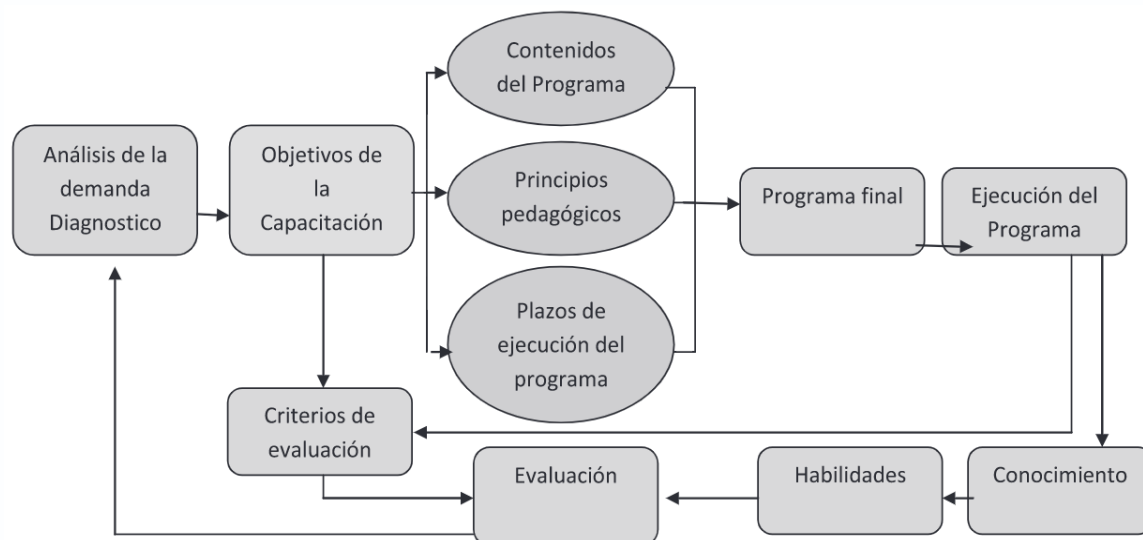 Contenidos
del Programa
Análisis de la
demanda
Diagnostico
Objetivos de
la
Capacitación
Principios
pedagógicos
Programa final
Ejecución del
Programa
Plazos de
ejecución del
programa
Criterios de
evaluación
Evaluación
Habilidades
Conocimiento